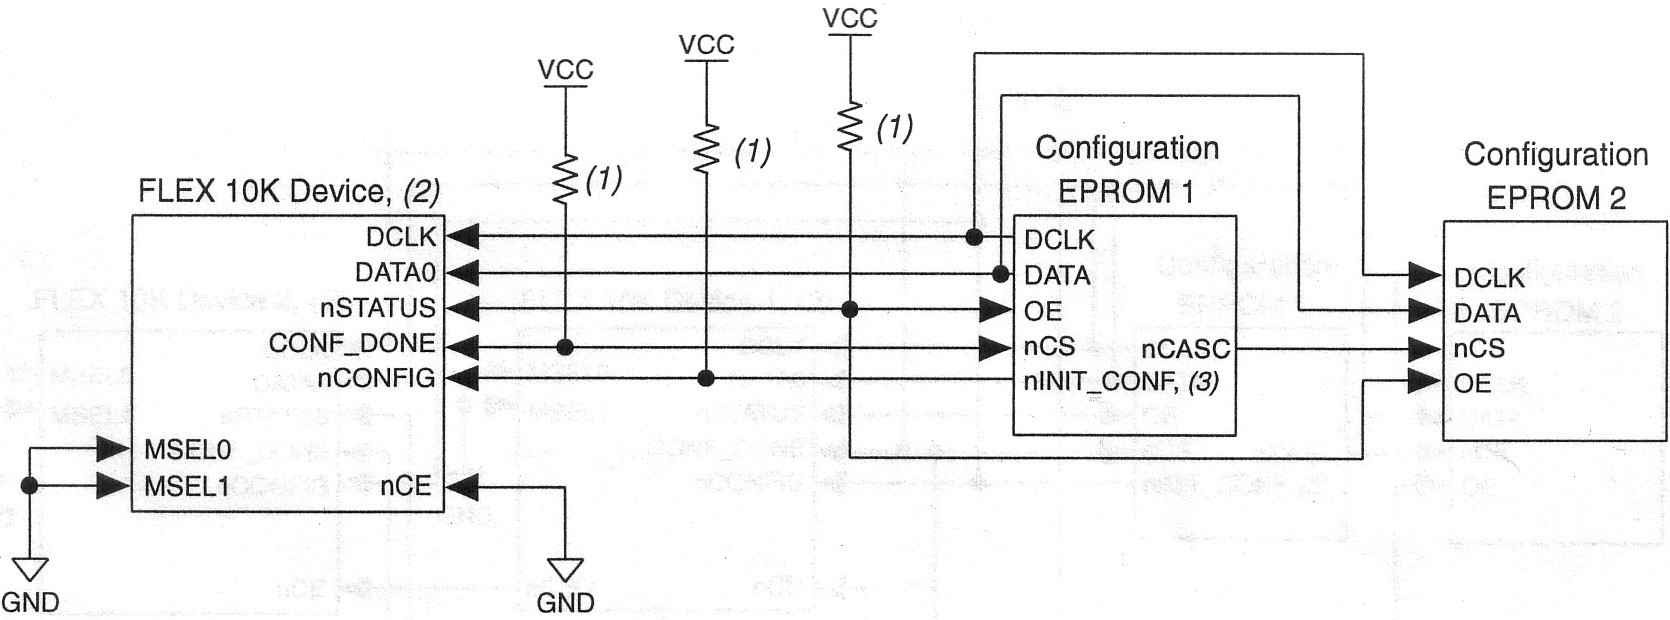 VCC
VCC
VCC
(1)
(1)
(1)
FLEX 10K Device, (2)
DCLK
DATA0
nSTATUS
CONF_DONE
nCONFIG
MSEL0
MSEL1
nCE
GND
GND
Configuration
EPROM 1
DCLK
DATA
OE
nCS
nCASC
nINIT_CONF, (3)
Configuration
EPROM 2
DCLK
DATA
nCS
OE